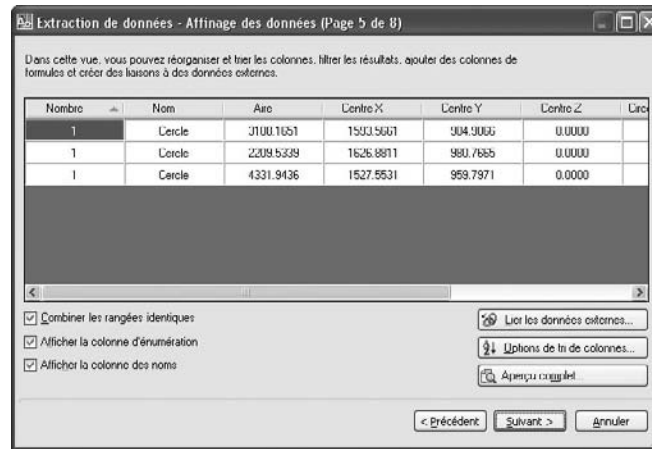 Extraction de données - Affinage des données (Page 5 de 8)
Dans cette vue, vous pouvez réorganiser et trier les colonnes, filtrer les résultats, ajouter des colonnes de
formules et créer des liaisons à des données externes.
Nombre Nom Aire Centre X Centre Y Centre Z Circo
1 Cercle 3100.1651 1593.5661 904.9066 0.0000
1 Cercle 2209.5339 1626.8811 980.7665 0.0000
1 Cercle 4331.9436 1527.5531 959.7971 0.0000
Combiner les rangées identiques
Lier les données externes...
Afficher la colonne d'énumération
Options de tri de colonnes...
Afficher la colonne des noms
Aperçu complet...
< Précédent Suivant > Annuler